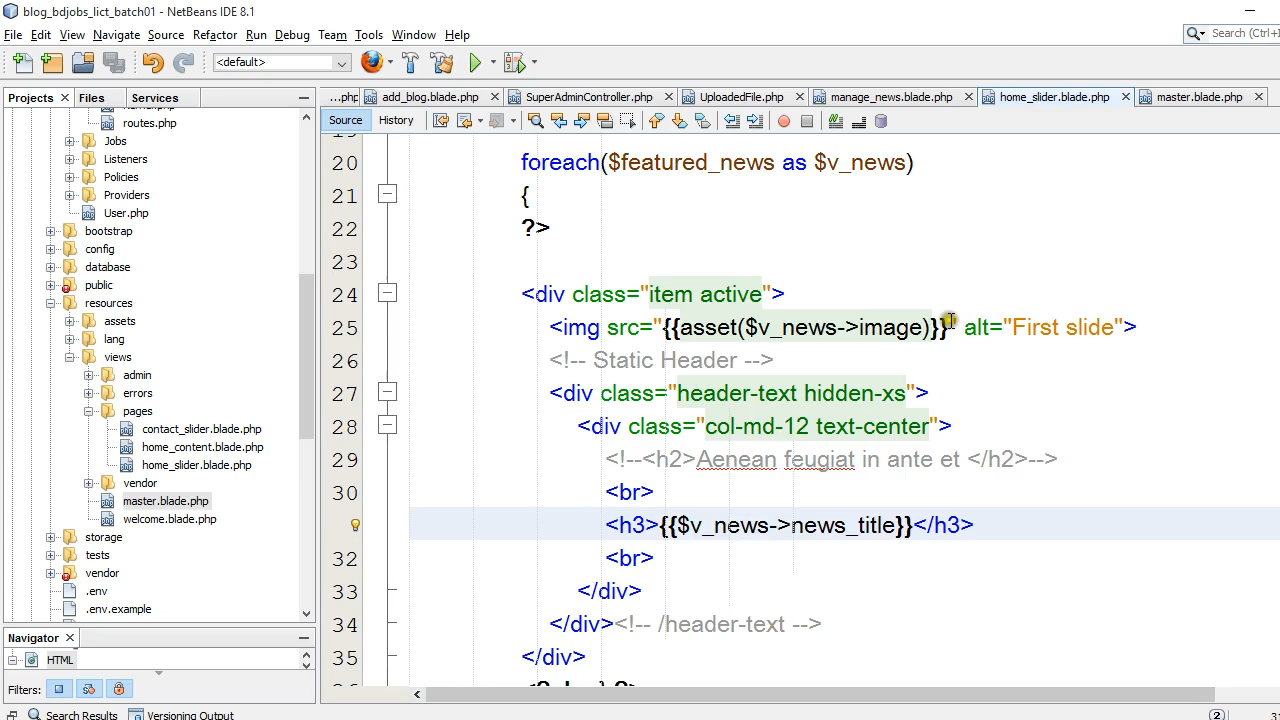 blog_bdjobs_lict_batch01 - NetBeans IDE 8.1
File Edit View Navigate Source Refactor Run Debug Team Tools Window Help
Search (Ctrl+I
<default>
Projects Files Services
...php add_blog.blade.php SuperAdminController.php UploadedFile.php manage_news.blade.php home_slider.blade.php master.blade.php
Source History
routes.php
Jobs
Listeners
Policies
Providers
User.php
bootstrap
config
database
public
resources
assets
lang
views
admin
errors
pages
contact_slider.blade.php
home_content.blade.php
home_slider.blade.php
vendor
master.blade.php
welcome.blade.php
storage
tests
vendor
.env
.env.example
20 foreach($featured_news as $v_news)
21 {
22 ?>
23
24 <div class="item active">
25 <img src="{{asset($v_news->image)}}" alt="First slide">
26 <!-- Static Header -->
27 <div class="header-text hidden-xs">
28 <div class="col-md-12 text-center">
29 <!--<h2>Aenean feugiat in ante et </h2>-->
30 <br>
<h3>{{$v_news->news_title}}</h3>
32 <br>
33 </div>
34 </div><!-- /header-text -->
35 </div>
Navigator
HTML
Filters:
Search Results Versioning Output
2